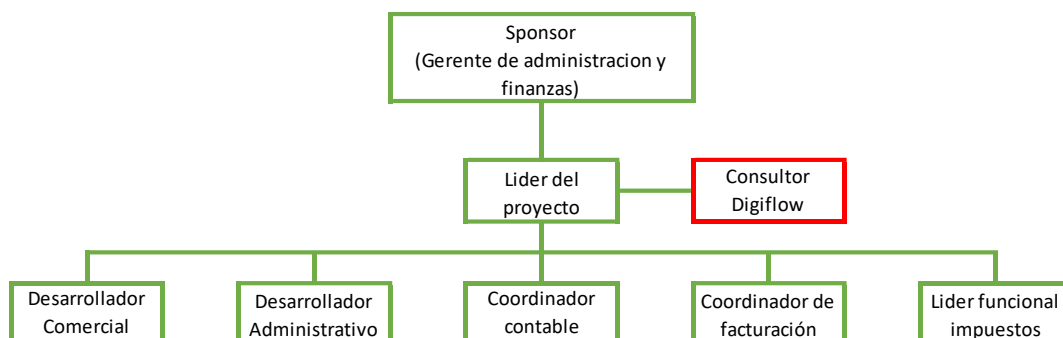 Sponsor
(Gerente de administracion y
finanzas)
Lider del
proyecto
Consultor
Digiflow
Desarrollador
Comercial
Desarrollador
Administrativo
Coordinador
contable
Coordinador de
facturación
Lider funcional
impuestos